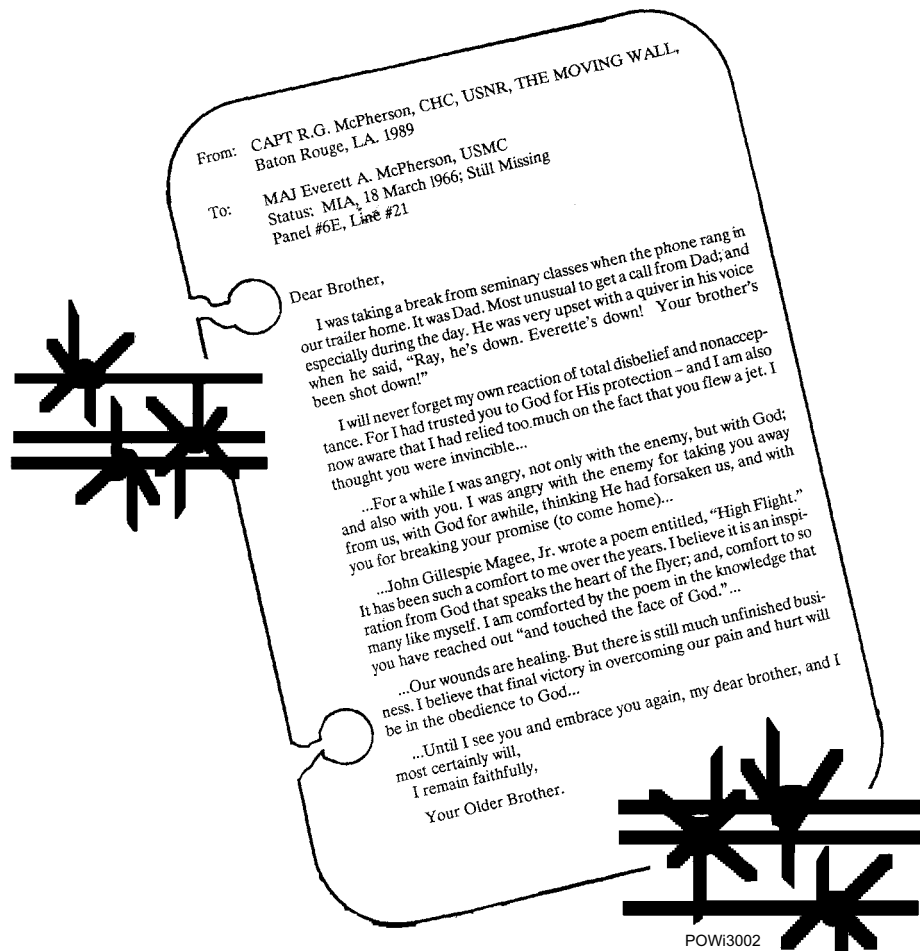 From: CAPT R.G. McPherson, CHC, USNR, THE MOVING WALL,
Baton Rouge, LA. 1989
To: MAJ Everett A. McPherson, USMC
Status: MIA, 18 March 1966; Still Missing
Panel #6E, Line #21
Dear Brother,
I was taking a break from seminary classes when the phone rang in
our trailer home. It was Dad. Most unusual to get a call from Dad; and
especially during the day. He was very upset with a quiver in his voice
when he said, “Ray, he’s down. Everette’s down! Your brother’s
been shot down!”
I will never forget my own reaction of total disbelief and nonaccep-
tance. For I had trusted you to God for His protection – and I am also
now aware that I had relied too much on the fact that you flew a jet. I
thought you were invincible...
...For a while I was angry, not only with the enemy, but with God;
and also with you. I was angry with the enemy for taking you away
from us, with God for awhile, thinking He had forsaken us, and with
you for breaking your promise (to come home)...
...John Gillespie Magee, Jr. wrote a poem entitled, “High Flight.”
It has been such a comfort to me over the years. I believe it is an inspi-
ration from God that speaks the heart of the flyer; and, comfort to so
many like myself. I am comforted by the poem in the knowledge that
you have reached out “and touched the face of God.”...
...Our wounds are healing. But there is still much unfinished busi-
ness. I believe that final victory in overcoming our pain and hurt will
be in the obedience to God...
...Until I see you and embrace you again, my dear brother, and I
most certainly will,
I remain faithfully,
Your Older Brother.
POWi3002